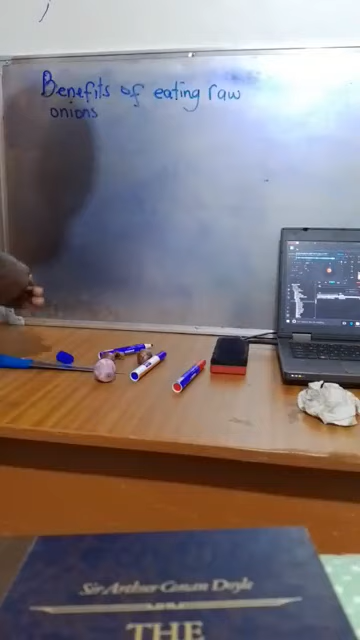 Benefits of eating raw
onions
Sir Arthur Conan Doyle
THE